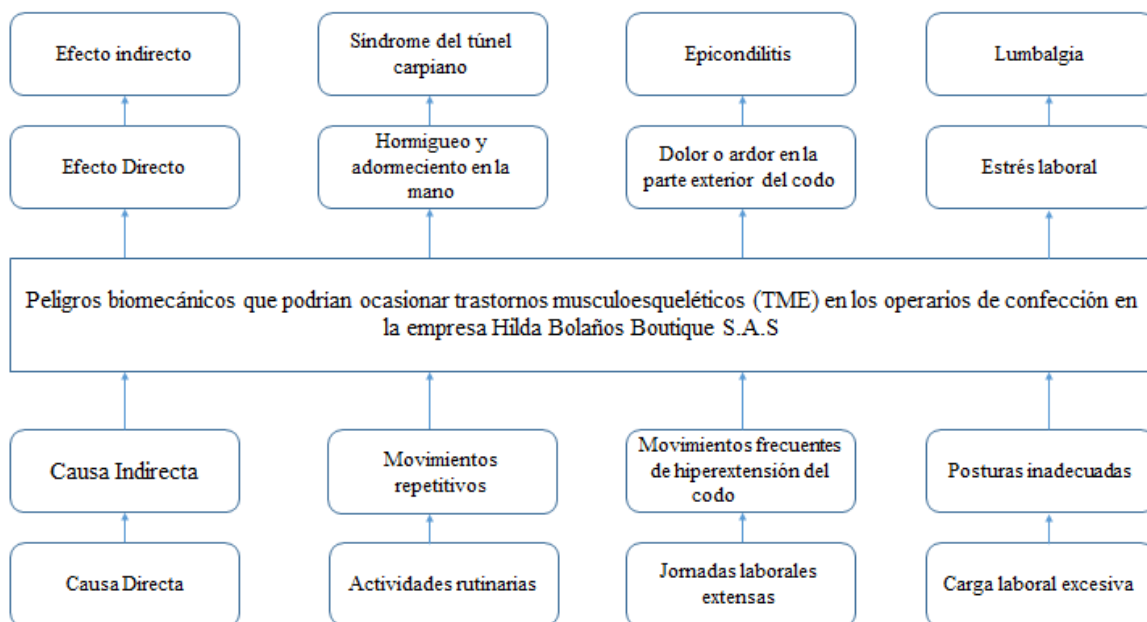 Efecto indirecto
Síndrome del túnel
carpiano
Epicondilitis
Lumbalgia
Efecto Directo
Hormigueo y
adormeciento en la
mano
Dolor o ardor en la
parte exterior del codo
Estrés laboral
Peligros biomecánicos que podrían ocasionar trastornos musculoesqueléticos (TME) en los operarios de confección en
la empresa Hilda Bolaños Boutique S.A.S
Causa Indirecta
Movimientos
repetitivos
Movimientos frecuentes
de hiperextensión del
codo
Posturas inadecuadas
Causa Directa
Actividades rutinarias
Jornadas laborales
extensas
Carga laboral excesiva